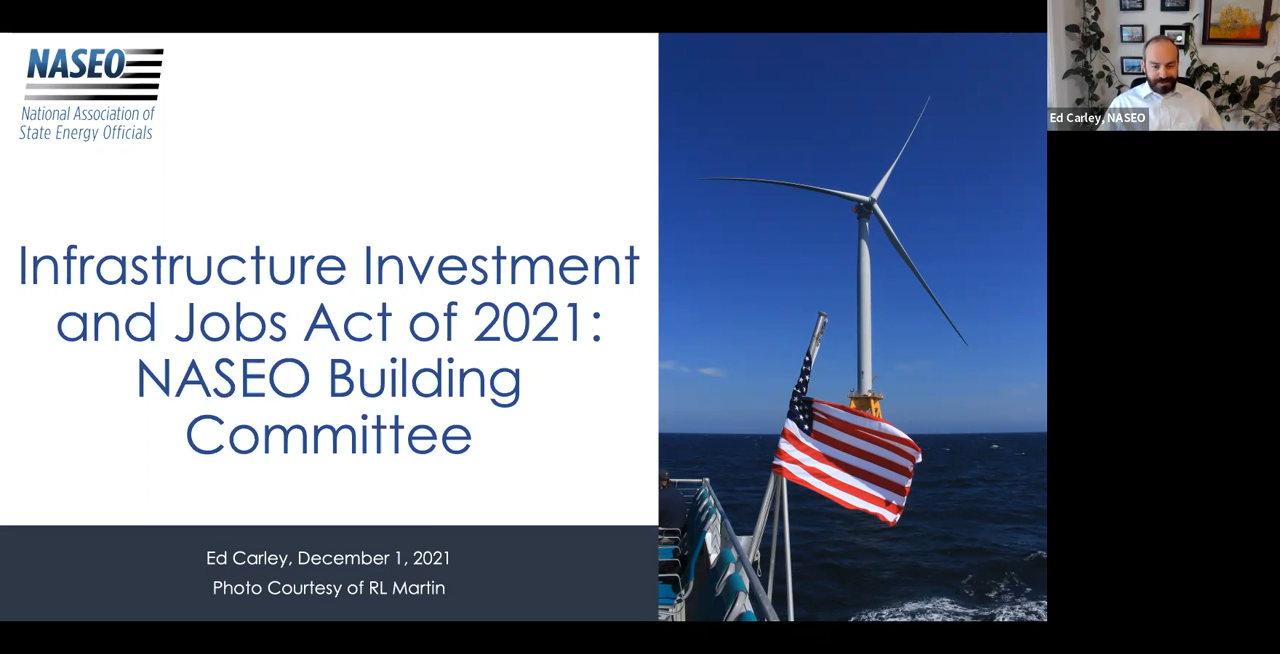 NASEO
National Association of
State Energy Officials
Infrastructure Investment
and Jobs Act of 2021:
NASEO Building
Committee
Ed Carley, December 1, 2021
Photo Courtesy of RL Martin
Ed Carley, NASEO